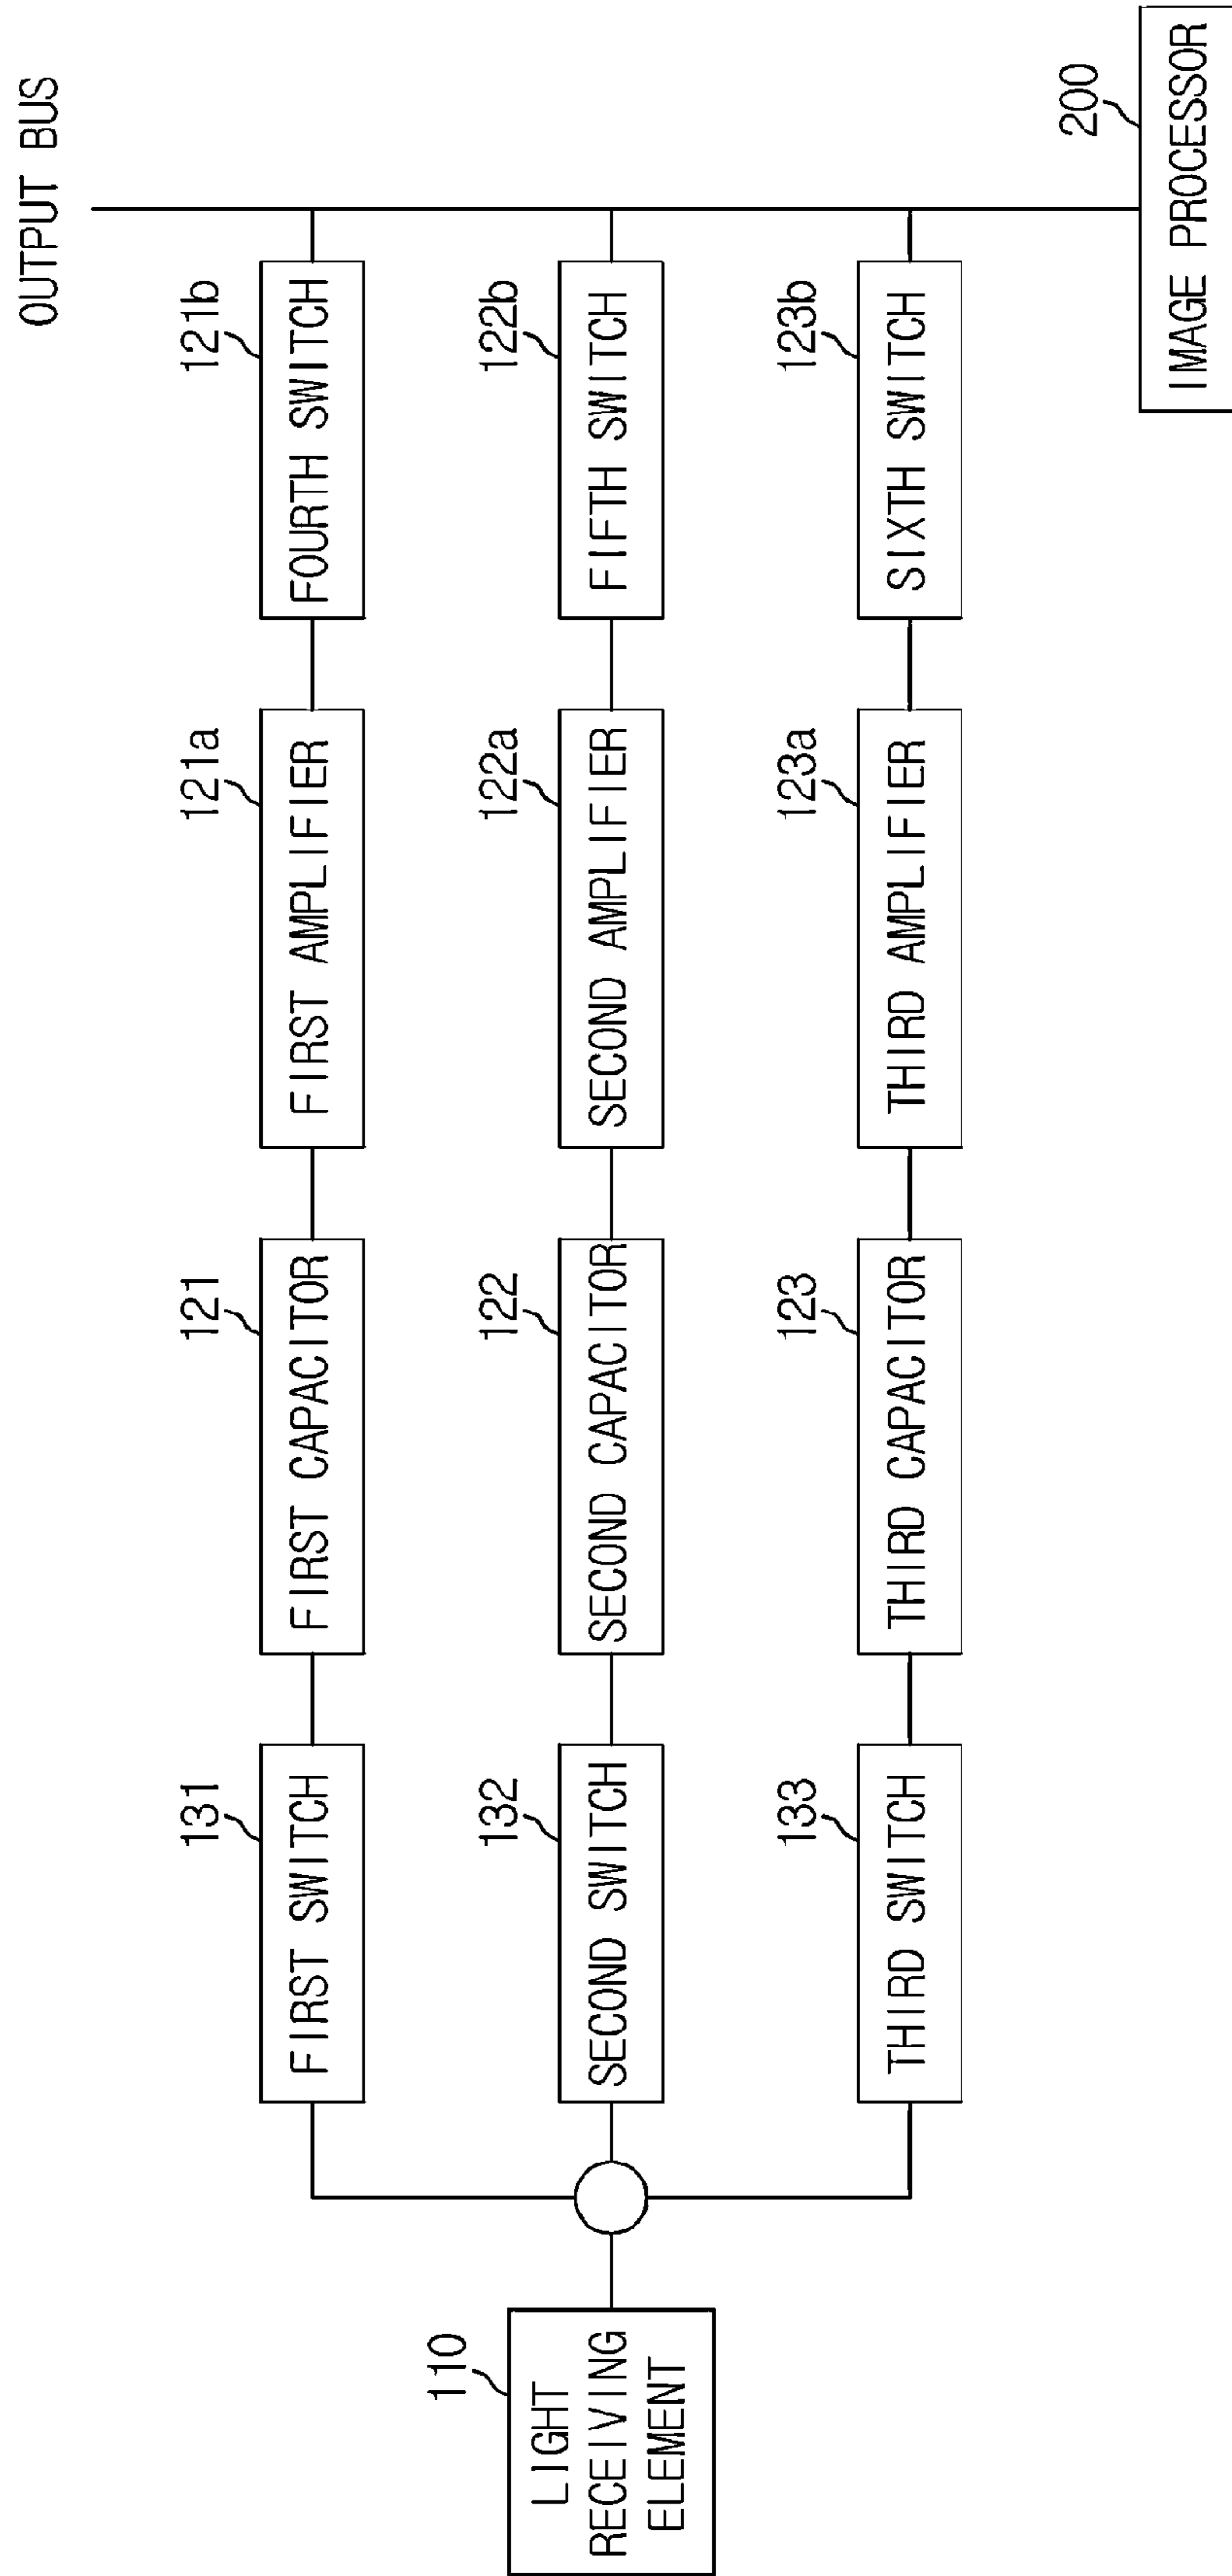 OUTPUT BUS
131
121
121a
121b
FIRST SWITCH
FIRST CAPACITOR
FIRST AMPLIFIER
FOURTH SWITCH
110
LIGHT
RECEIVING
ELEMENT
132
122
122a
122b
SECOND SWITCH
SECOND CAPACITOR
SECOND AMPLIFIER
FIFTH SWITCH
133
123
123a
123b
THIRD SWITCH
THIRD CAPACITOR
THIRD AMPLIFIER
SIXTH SWITCH
200
IMAGE PROCESSOR